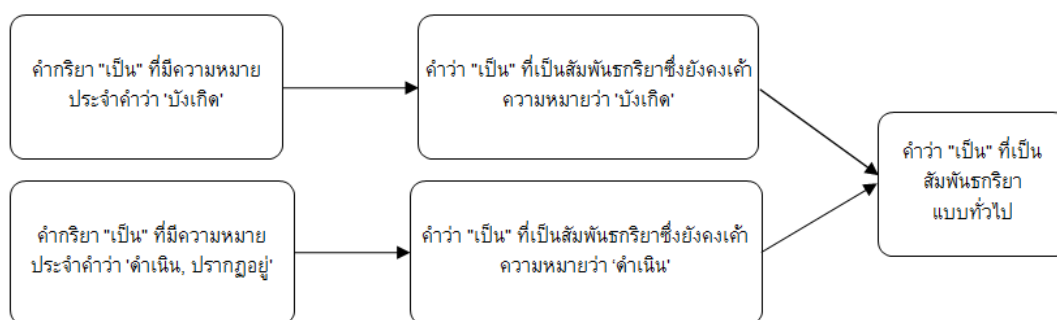 คำกริยา "เป็น" ที่มีความหมาย
ประจำคำว่า 'บังเกิด'
คำว่า "เป็น" ที่เป็นสัมพันธกริยาซึ่งยังคงเค้า
ความหมายว่า 'บังเกิด'
คำว่า "เป็น" ที่เป็น
สัมพันธกริยา
แบบทั่วไป
คำกริยา "เป็น" ที่มีความหมาย
ประจำคำว่า 'ดำเนิน, ปรากฏอยู่'
คำว่า "เป็น" ที่เป็นสัมพันธกริยาซึ่งยังคงเค้า
ความหมายว่า 'ดำเนิน'